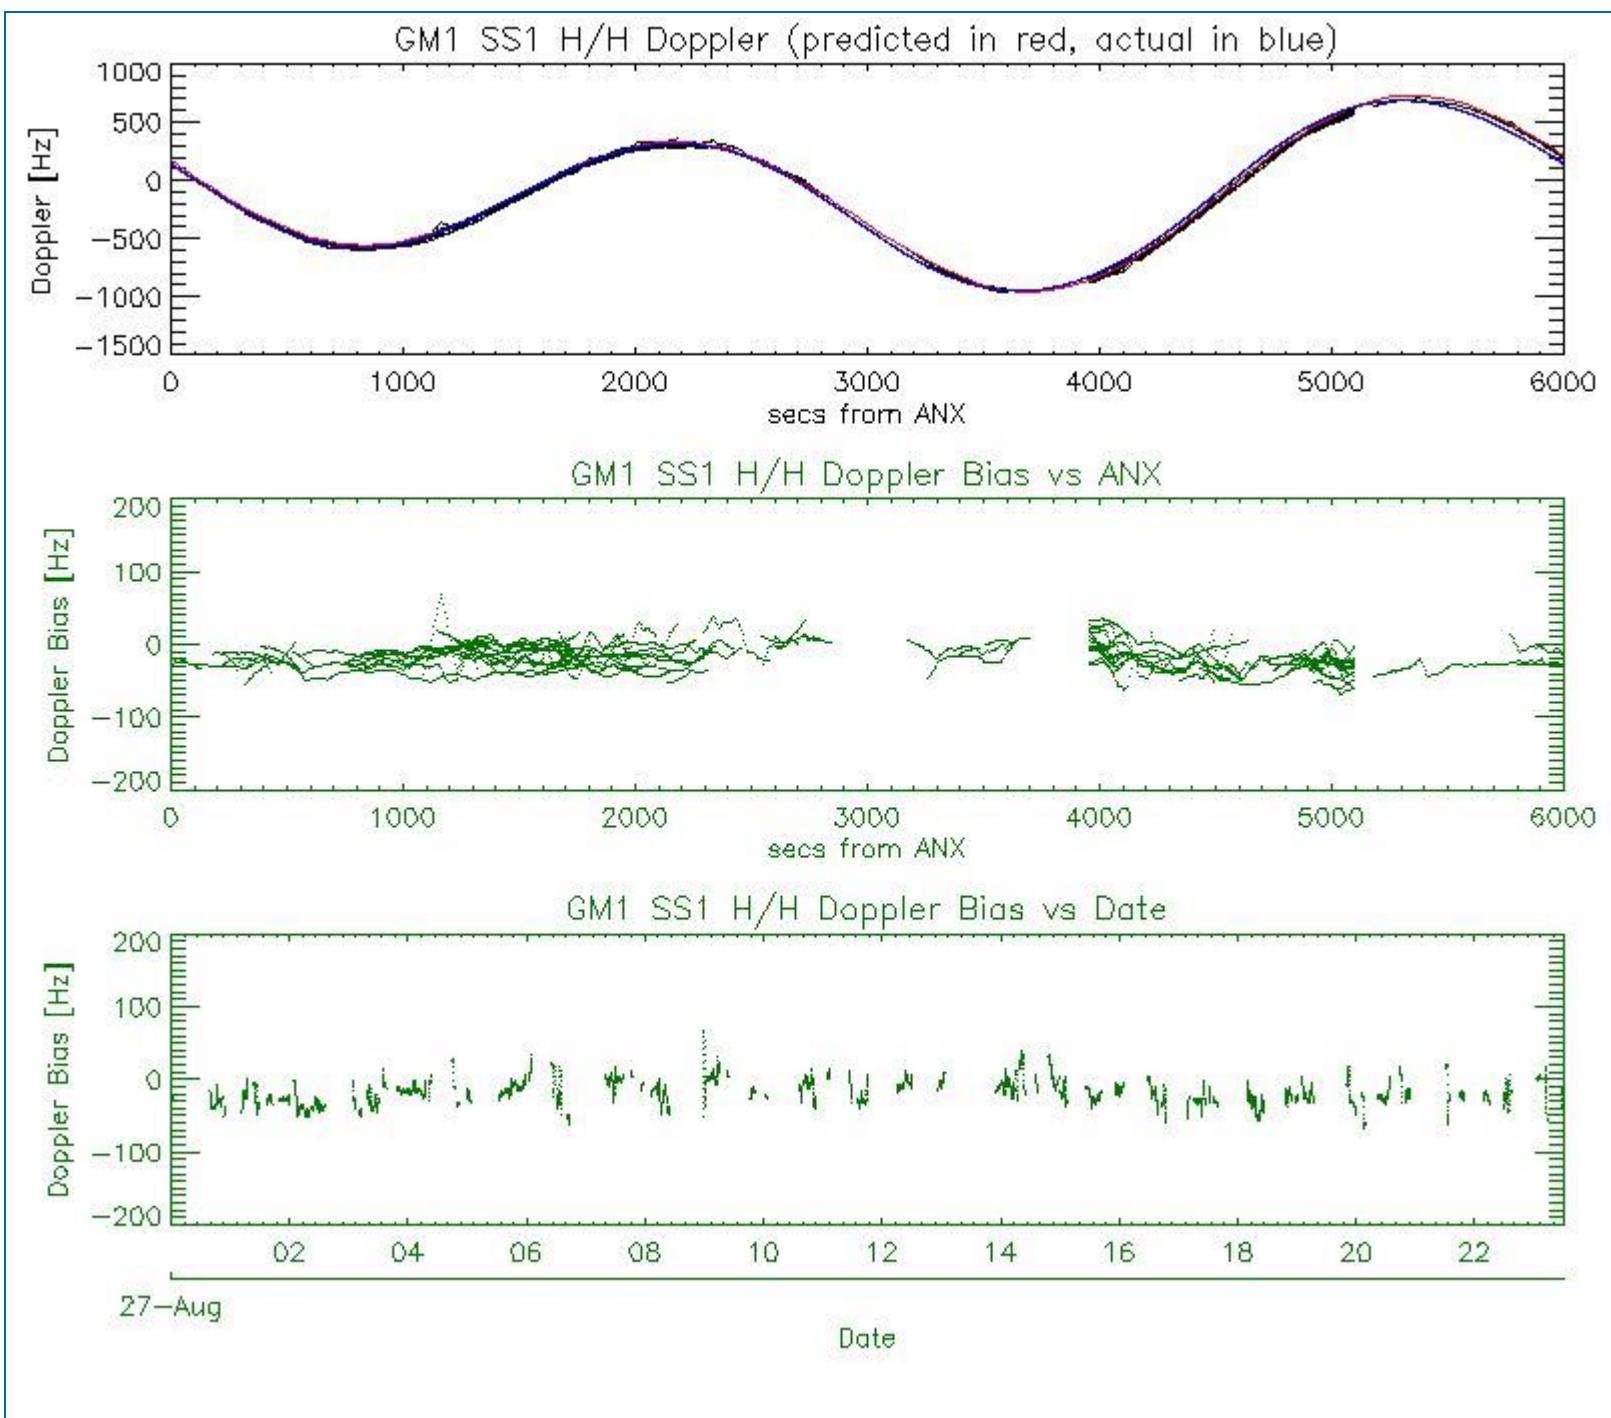 GM1 SS1 H/H Doppler (predicted in red, actual in blue)
1000
500
0
-500
-1000
-1500
Doppler [Hz]
0 1000 2000 3000 4000 5000 6000
secs from ANX
GM1 SS1 H/H Doppler Bias vs ANX
200
100
0
-100
-200
Doppler Bias [Hz]
0 1000 2000 3000 4000 5000 6000
secs from ANX
GM1 SS1 H/H Doppler Bias vs Date
200
100
0
-100
-200
Doppler Bias [Hz]
02 04 06 08 10 12 14 16 18 20 22
27-Aug
Date